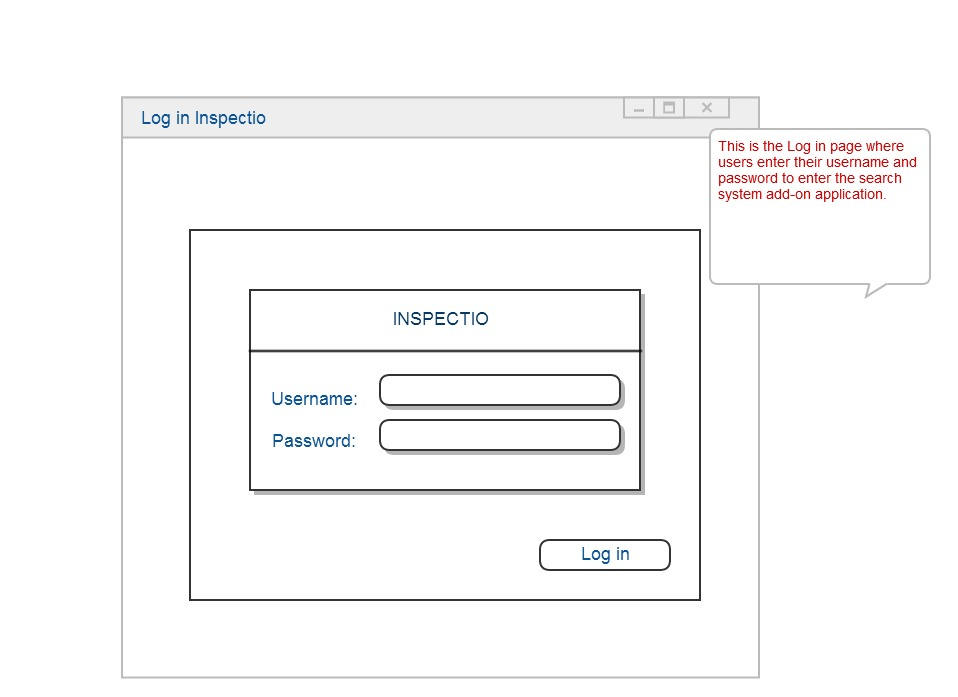 Log in Inspectio
This is the Log in page where
users enter their username and
password to enter the search
system add-on application.
INSPECTIO
Username:
Password:
Log in